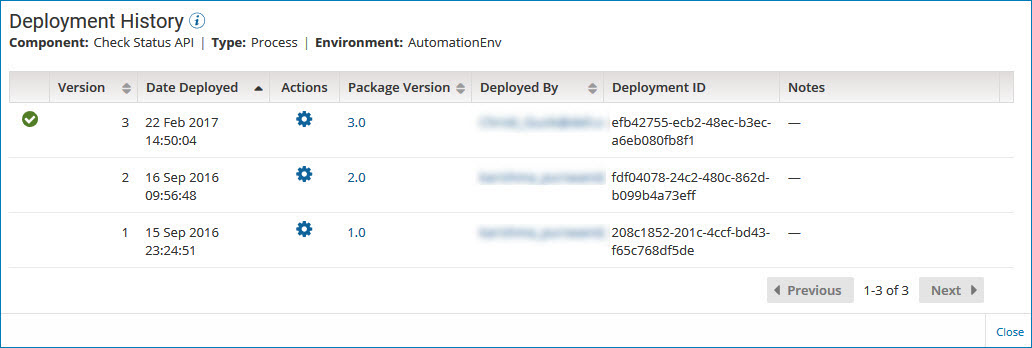 Deployment History
Component: Check Status API | Type: Process | Environment: AutomationEnv
Version Date Deployed Actions Package Version Deployed By Deployment ID Notes
3 22 Feb 2017 3.0 efb42755-ecb2-48ec-b3ec- —
14:50:04 a6eb080fb8f1
2 16 Sep 2016 2.0 fdf04078-24c2-480c-862d- —
09:56:48 b099b4a73eff
1 15 Sep 2016 1.0 208c1852-201c-4ccf-bd43- —
23:24:51 f65c768df5de
Previous 1-3 of 3 Next
Close